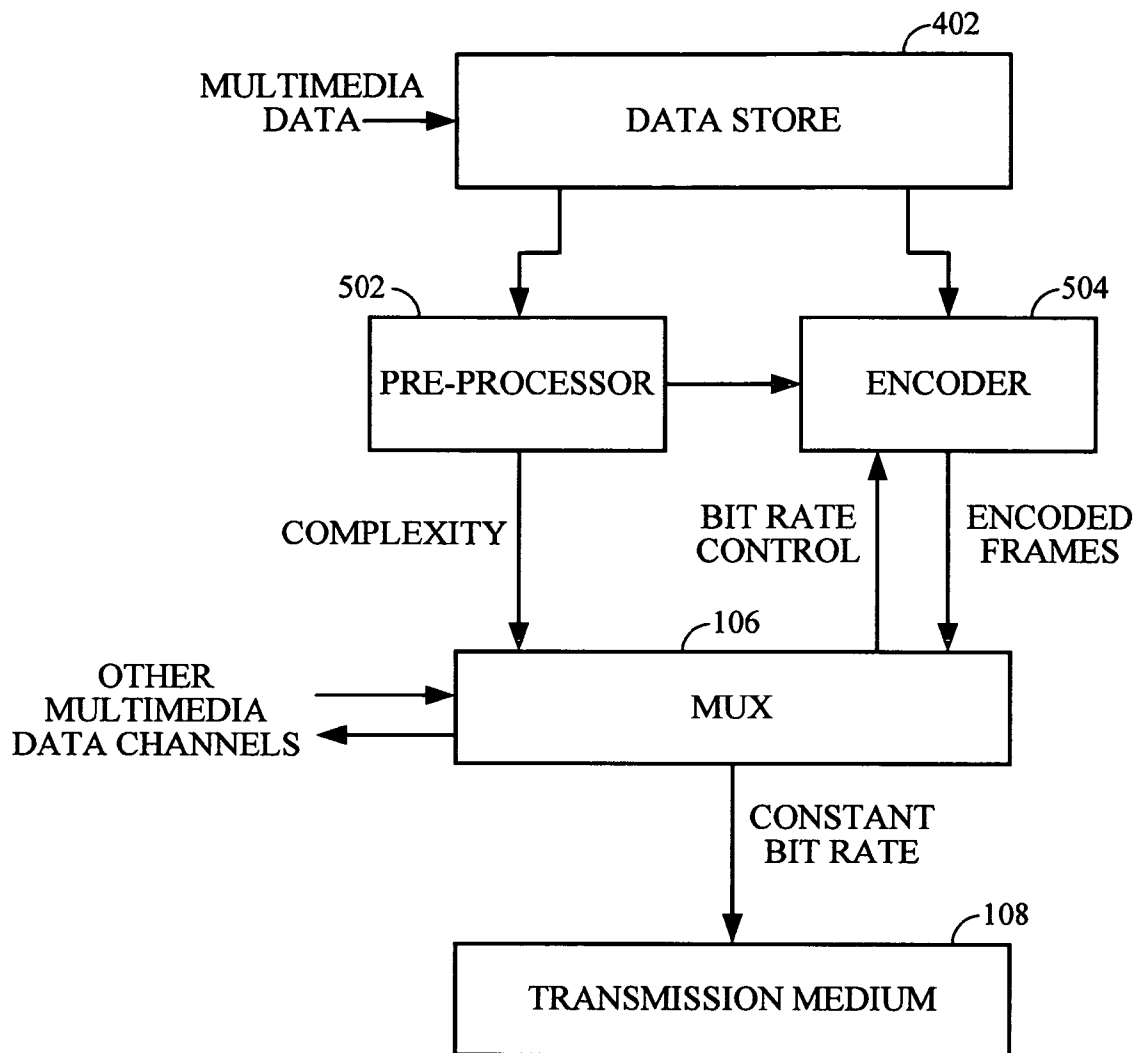 402
MULTIMEDIA
DATA
DATA STORE
502
504
PRE-PROCESSOR
ENCODER
COMPLEXITY
BIT RATE
CONTROL
ENCODED
FRAMES
106
OTHER
MULTIMEDIA
DATA CHANNELS
MUX
CONSTANT
BIT RATE
108
TRANSMISSION MEDIUM